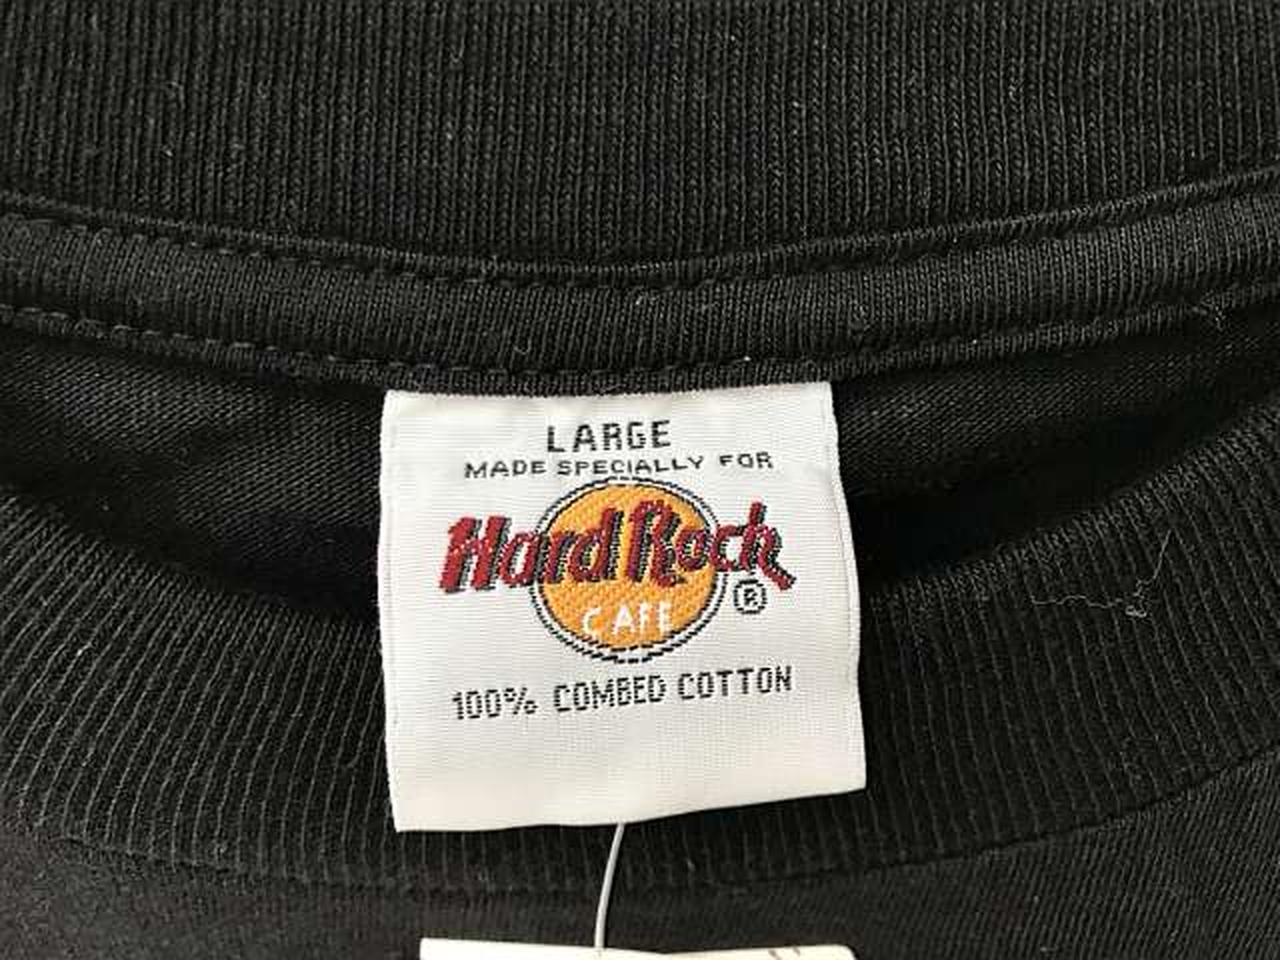 LARGE
MADE SPECIALLY FOR
Hard Rock
CAFE
®
100% COMBED COTTON